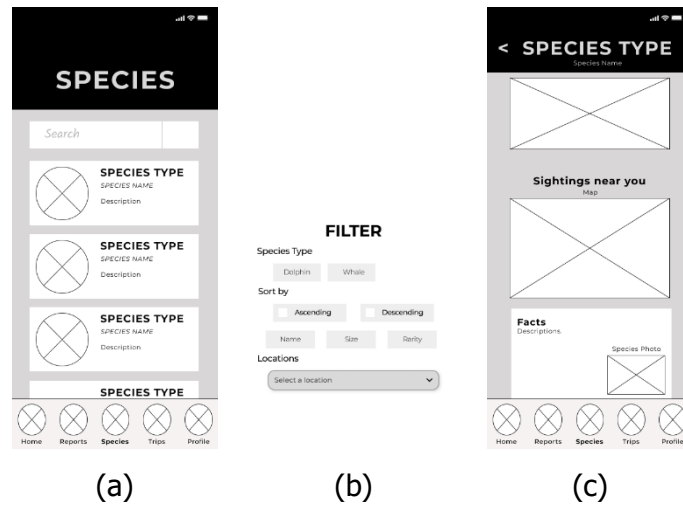 SPECIES
Search
SPECIES TYPE
SPECIES NAME
Description
SPECIES TYPE
SPECIES NAME
Description
SPECIES TYPE
SPECIES NAME
Description
SPECIES TYPE
Home Reports Species Trips Profile
(a)
FILTER
Species Type
Dolphin Whale
Sort by
Ascending Descending
Name Size Rarity
Locations
Select a location
(b)
< SPECIES TYPE
Species Name
Sightings near you
Map
Facts
Descriptions.
Species Photo
Home Reports Species Trips Profile
(c)